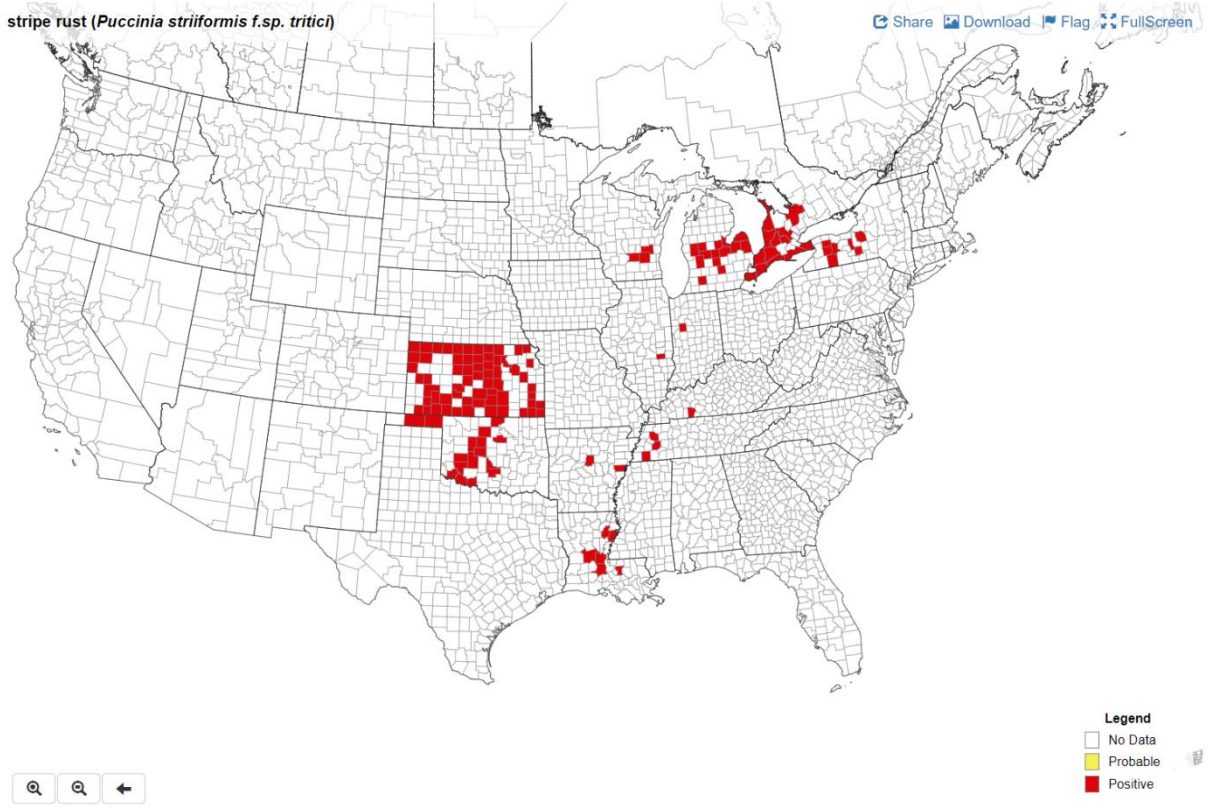 stripe rust (Puccinia striiformis f.sp. tritici)
Share Download Flag FullScreen
Legend
No Data
Probable
Positive